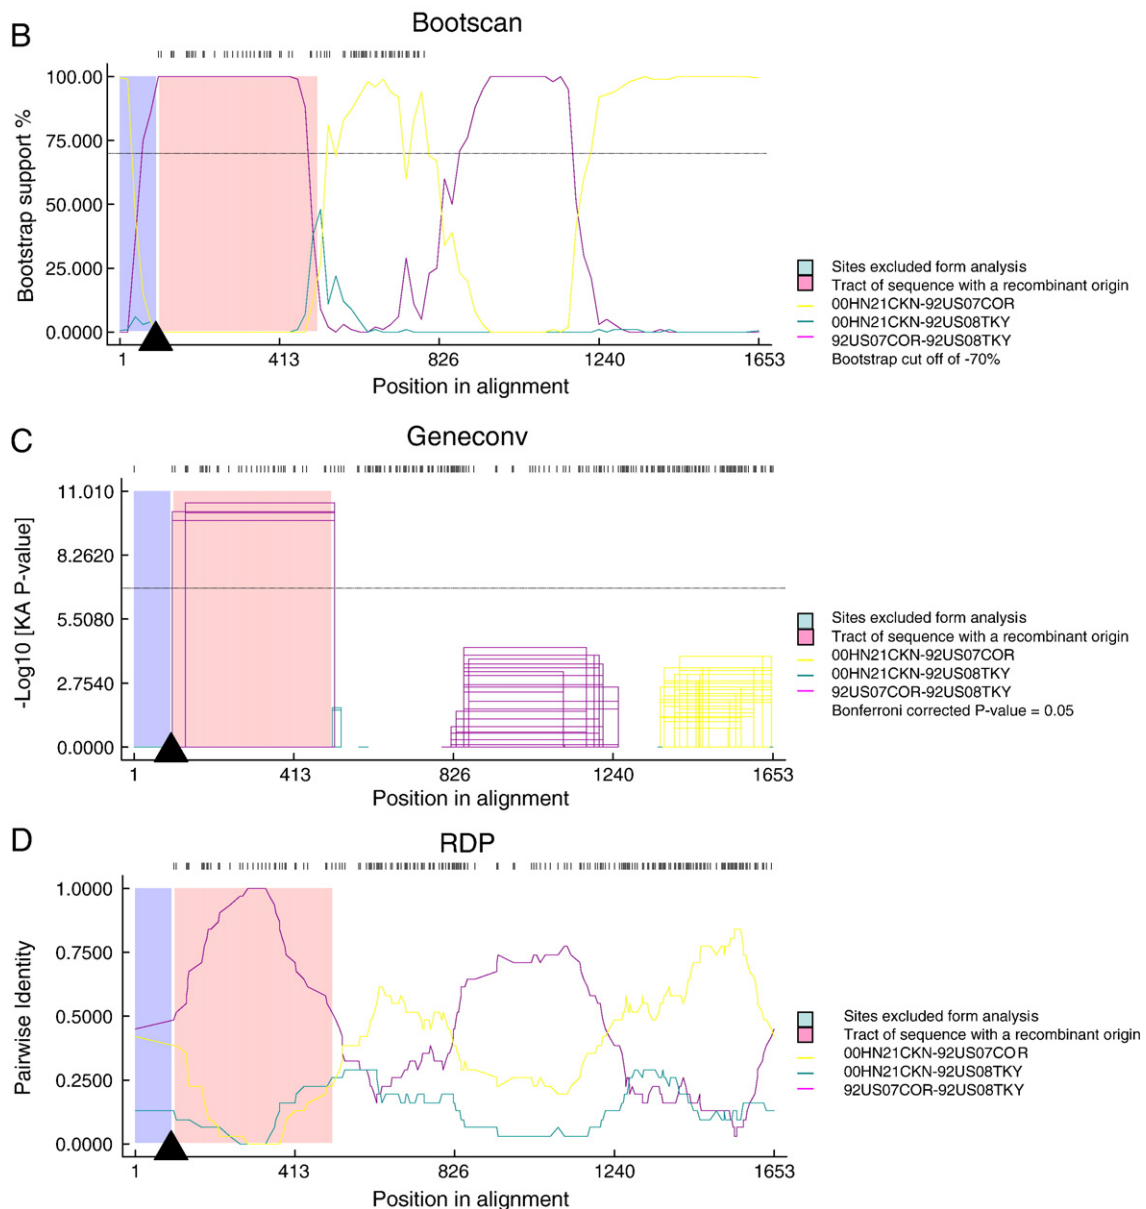 B
Bootscan
100.00
75.000
50.000
25.000
0.0000
Bootstrap support %
1
413
826
1240
1653
Position in alignment
Sites excluded form analysis
Tract of sequence with a recombinant origin
00HN21CKN-92US07COR
00HN21CKN-92US08TKY
92US07COR-92US08TKY
Bootstrap cut off of -70%
C
Geneconv
11.010
8.2620
5.5080
2.7540
0.0000
-Log10 [KA P-value]
1
413
826
1240
1653
Position in alignment
Sites excluded form analysis
Tract of sequence with a recombinant origin
00HN21CKN-92US07COR
00HN21CKN-92US08TKY
92US07COR-92US08TKY
Bonferroni corrected P-value = 0.05
D
RDP
1.0000
0.7500
0.5000
0.2500
0.0000
Pairwise Identity
1
413
826
1240
1653
Position in alignment
Sites excluded form analysis
Tract of sequence with a recombinant origin
00HN21CKN-92US07COR
00HN21CKN-92US08TKY
92US07COR-92US08TKY